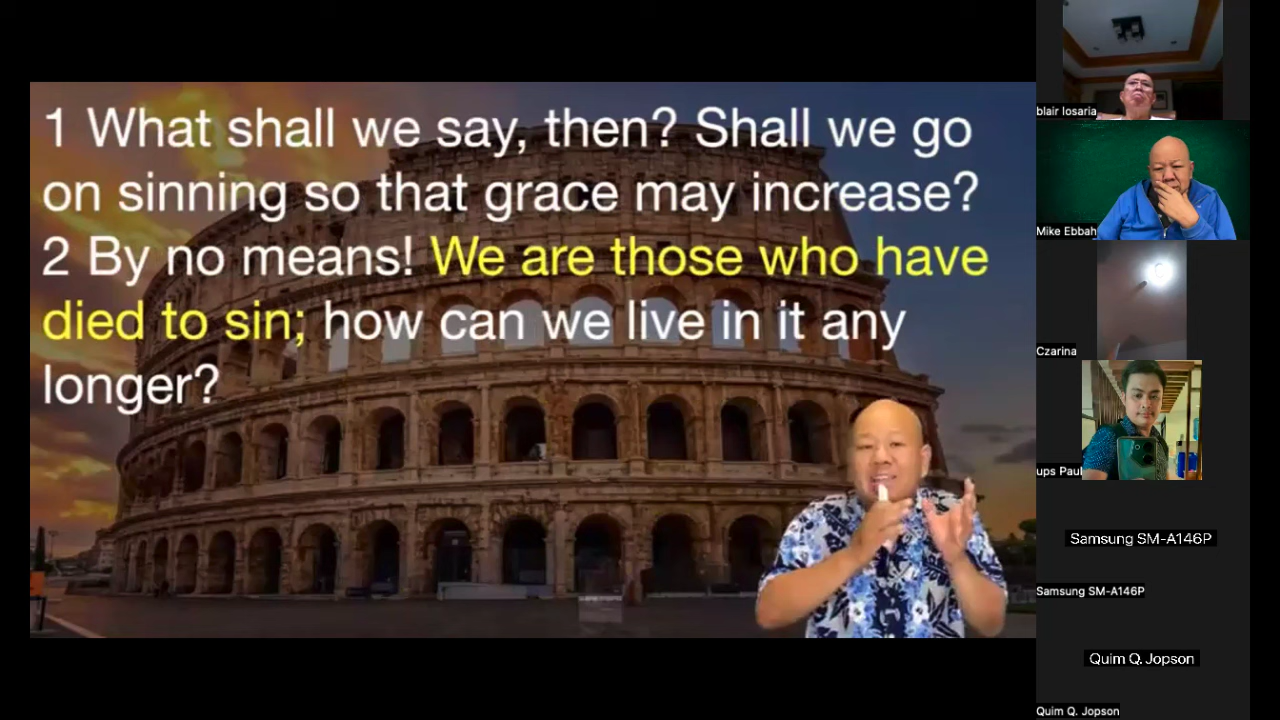 1 What shall we say, then? Shall we go
on sinning so that grace may increase?
2 By no means! We are those who have
died to sin; how can we live in it any
longer?
blair losaria
Mike Ebbah
Czarina
ups Paul
Samsung SM-A146P
Samsung SM-A146P
Quim Q. Jopson
Quim Q. Jopson